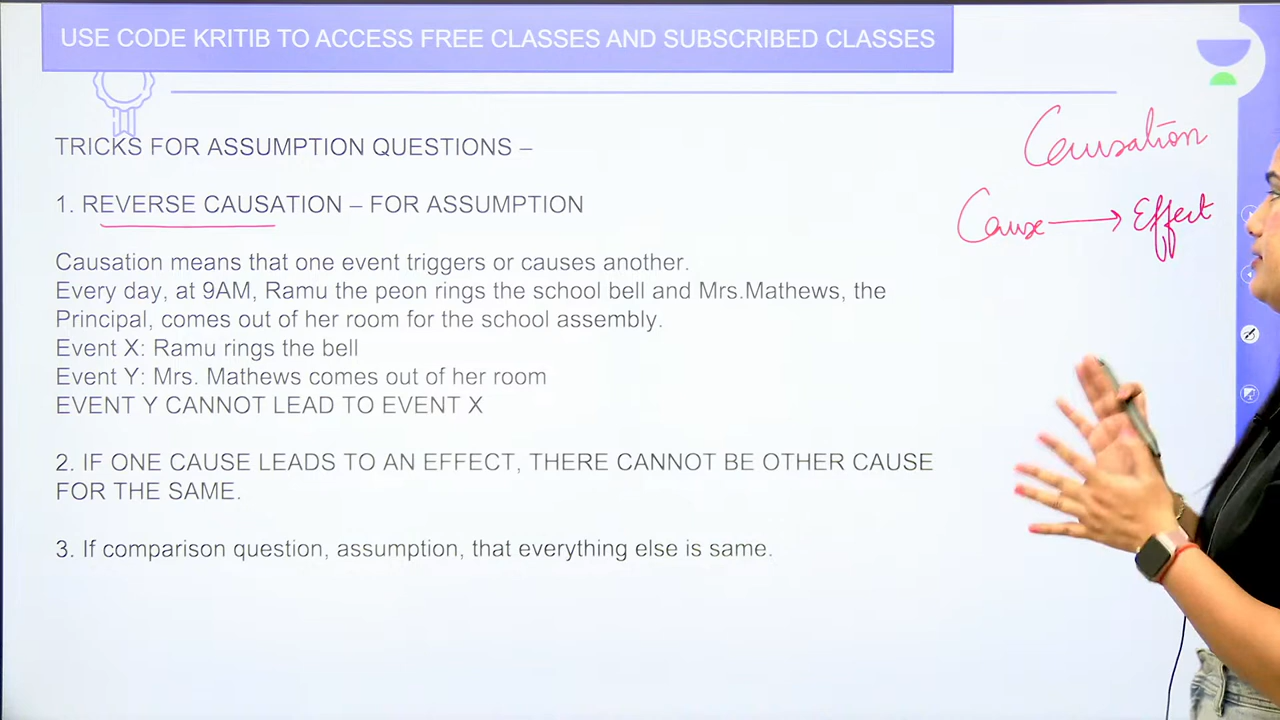 USE CODE KRITIB TO ACCESS FREE CLASSES AND SUBSCRIBED CLASSES
TRICKS FOR ASSUMPTION QUESTIONS –
Causation
1. REVERSE CAUSATION – FOR ASSUMPTION
Cause → Effect
Causation means that one event triggers or causes another.
Every day, at 9AM, Ramu the peon rings the school bell and Mrs.Mathews, the
Principal, comes out of her room for the school assembly.
Event X: Ramu rings the bell
Event Y: Mrs. Mathews comes out of her room
EVENT Y CANNOT LEAD TO EVENT X
2. IF ONE CAUSE LEADS TO AN EFFECT, THERE CANNOT BE OTHER CAUSE
FOR THE SAME.
3. If comparison question, assumption, that everything else is same.